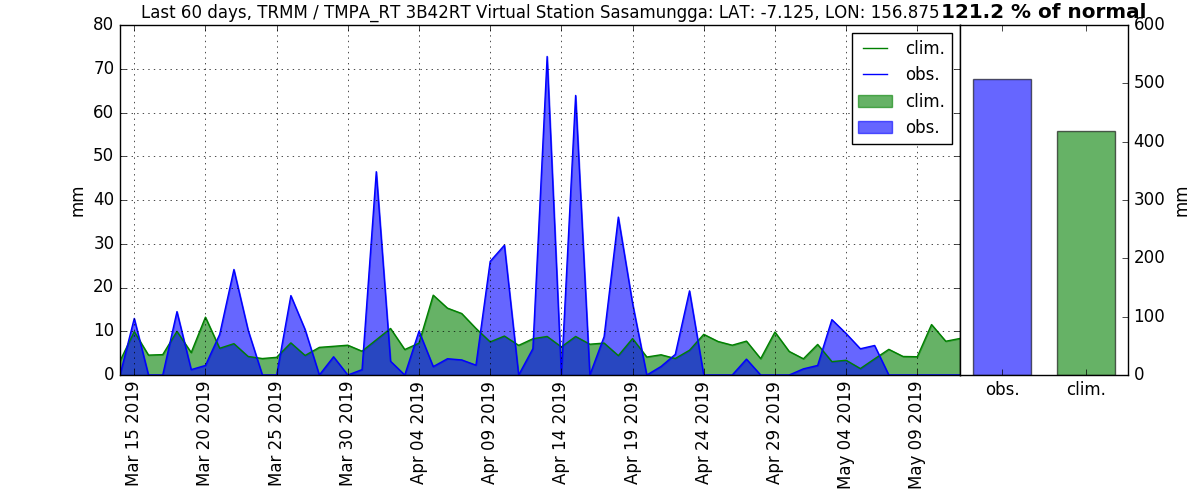 Last 60 days, TRMM / TMPA_RT 3B42RT Virtual Station Sasamungga: LAT: -7.125, LON: 156.875 121.2 % of normal
80
70
60
50
40
30
20
10
0
mm
clim.
obs.
clim.
obs.
Mar 15 2019
Mar 20 2019
Mar 25 2019
Mar 30 2019
Apr 04 2019
Apr 09 2019
Apr 14 2019
Apr 19 2019
Apr 24 2019
Apr 29 2019
May 04 2019
May 09 2019
600
500
400
300
200
100
0
mm
obs.
clim.